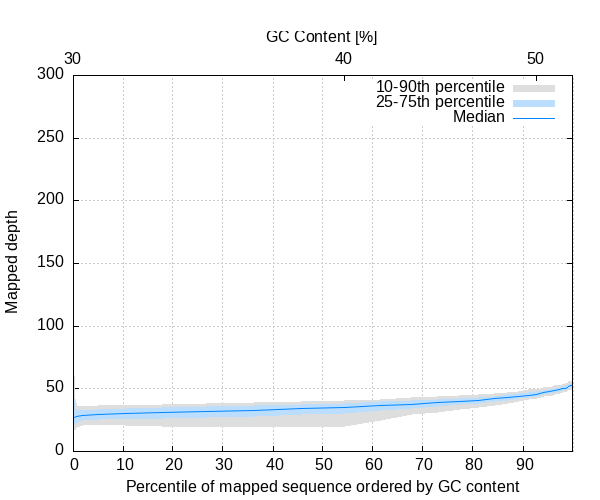 GC Content [%]
30 40 50
300
10-90th percentile
25-75th percentile
Median
250
200
150
100
50
0
Mapped depth
0 10 20 30 40 50 60 70 80 90
Percentile of mapped sequence ordered by GC content